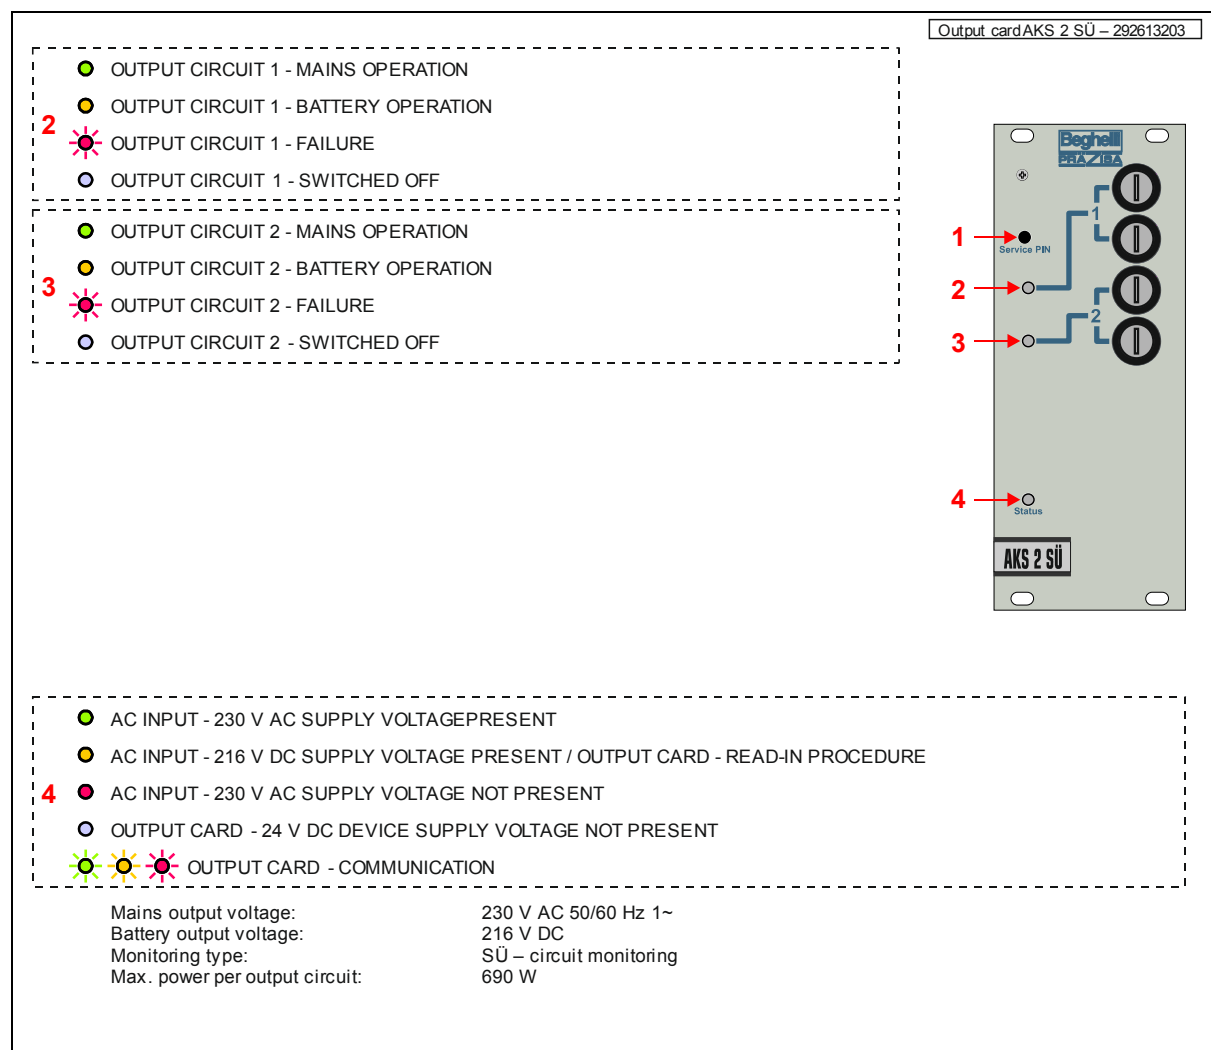 Output card AKS 2 SÜ – 292613203
2
OUTPUT CIRCUIT 1 - MAINS OPERATION
OUTPUT CIRCUIT 1 - BATTERY OPERATION
OUTPUT CIRCUIT 1 - FAILURE
OUTPUT CIRCUIT 1 - SWITCHED OFF
3
OUTPUT CIRCUIT 2 - MAINS OPERATION
OUTPUT CIRCUIT 2 - BATTERY OPERATION
OUTPUT CIRCUIT 2 - FAILURE
OUTPUT CIRCUIT 2 - SWITCHED OFF
Beghelli
PRÄZISA
1
1
Service PIN
2
2
3
4
Status
AKS 2 SÜ
4
AC INPUT - 230 V AC SUPPLY VOLTAGEPRESENT
AC INPUT - 216 V DC SUPPLY VOLTAGE PRESENT / OUTPUT CARD - READ-IN PROCEDURE
AC INPUT - 230 V AC SUPPLY VOLTAGE NOT PRESENT
OUTPUT CARD - 24 V DC DEVICE SUPPLY VOLTAGE NOT PRESENT
OUTPUT CARD - COMMUNICATION
Mains output voltage: 230 V AC 50/60 Hz 1~
Battery output voltage: 216 V DC
Monitoring type: SÜ – circuit monitoring
Max. power per output circuit: 690 W